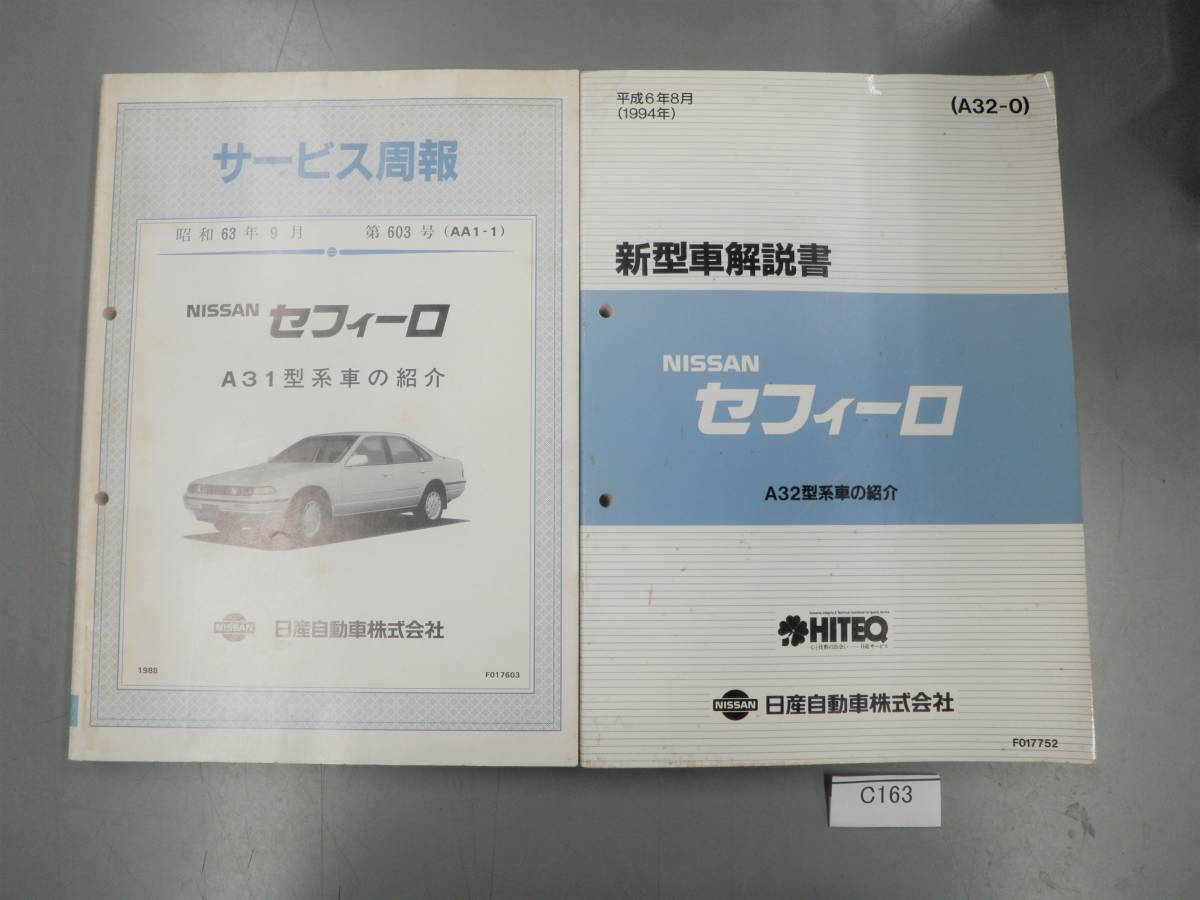 サービス周報
昭和63年9月 第603号(AA1-1)
NISSAN セフィーロ
A31型系車の紹介
NISSAN 日産自動車株式会社
1988 F017603
平成6年8月
(1994年)
(A32-0)
新型車解説書
NISSAN
セフィーロ
A32型系車の紹介
HITEQ
NISSAN 日産自動車株式会社
F017752
C163